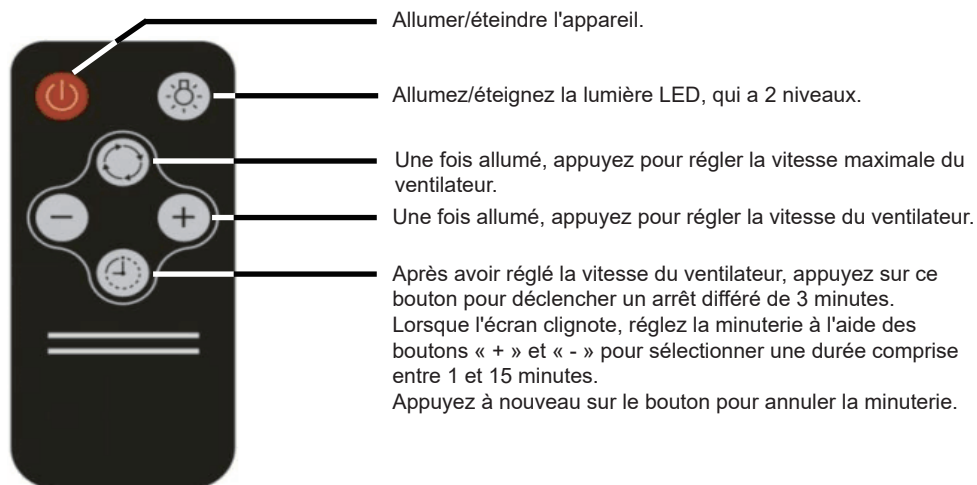 Allumer/éteindre l'appareil.
Allumez/éteignez la lumière LED, qui a 2 niveaux.
Une fois allumé, appuyez pour régler la vitesse maximale du
ventilateur.
Une fois allumé, appuyez pour régler la vitesse du ventilateur.
Après avoir réglé la vitesse du ventilateur, appuyez sur ce
bouton pour déclencher un arrêt différé de 3 minutes.
Lorsque l'écran clignote, réglez la minuterie à l'aide des
boutons « + » et « - » pour sélectionner une durée comprise
entre 1 et 15 minutes.
Appuyez à nouveau sur le bouton pour annuler la minuterie.